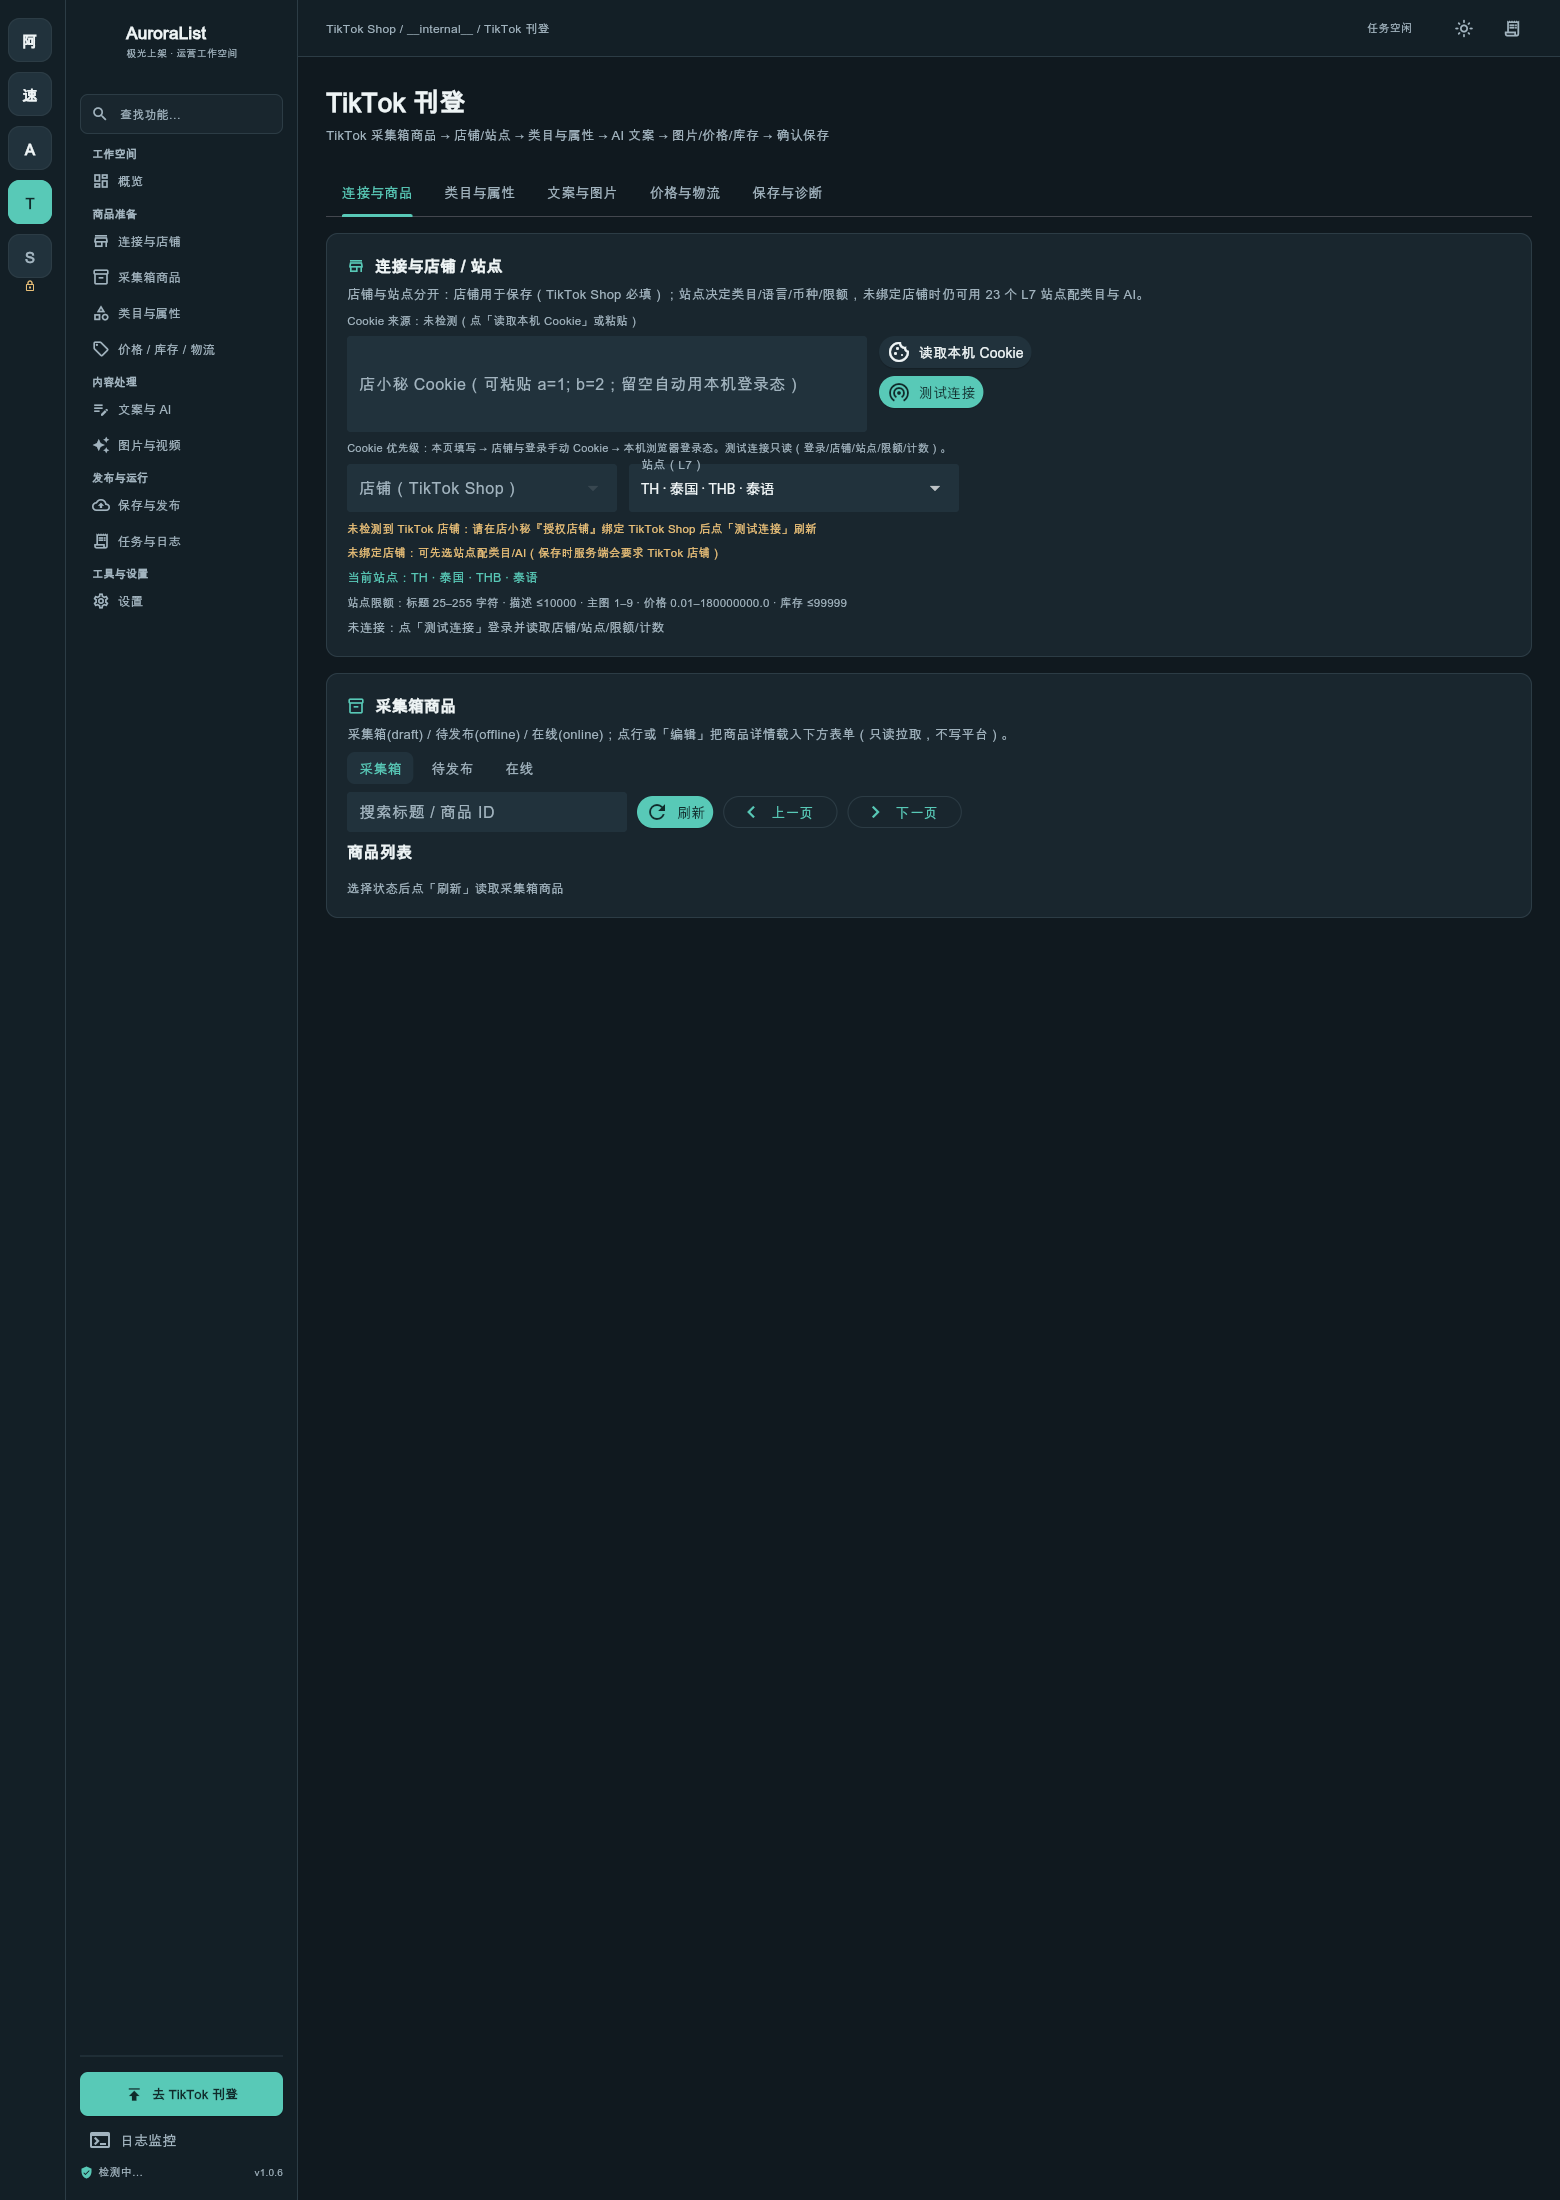 阿
速
A
T
S
AuroraList
极光上架 · 运营工作空间
查找功能...
工作空间
概览
商品准备
连接与店铺
采集箱商品
类目与属性
价格 / 库存 / 物流
内容处理
文案与 AI
图片与视频
发布与运行
保存与发布
任务与日志
工具与设置
设置
去 TikTok 刊登
日志监控
检测中...
v1.0.6
TikTok Shop / __internal__ / TikTok 刊登
任务空闲
TikTok 刊登
TikTok 采集箱商品 → 店铺/站点 → 类目与属性 → AI 文案 → 图片/价格/库存 → 确认保存
连接与商品
类目与属性
文案与图片
价格与物流
保存与诊断
连接与店铺 / 站点
店铺与站点分开：店铺用于保存（TikTok Shop 必填）；站点决定类目/语言/币种/限额，未绑定店铺时仍可用 23 个 L7 站点配类目与 AI。
Cookie 来源：未检测（点「读取本机 Cookie」或粘贴）
店小秘 Cookie（可粘贴 a=1; b=2；留空自动用本机登录态）
读取本机 Cookie
测试连接
Cookie 优先级：本页填写 → 店铺与登录手动 Cookie → 本机浏览器登录态。测试连接只读（登录/店铺/站点/限额/计数）。
店铺（TikTok Shop）
站点（L7）
TH · 泰国 · THB · 泰语
未检测到 TikTok 店铺：请在店小秘『授权店铺』绑定 TikTok Shop 后点「测试连接」刷新
未绑定店铺：可先选站点配类目/AI（保存时服务端会要求 TikTok 店铺）
当前站点：TH · 泰国 · THB · 泰语
站点限额：标题 25–255 字符 · 描述 ≤10000 · 主图 1–9 · 价格 0.01–180000000.0 · 库存 ≤99999
未连接：点「测试连接」登录并读取店铺/站点/限额/计数
采集箱商品
采集箱(draft) / 待发布(offline) / 在线(online)；点行或「编辑」把商品详情载入下方表单（只读拉取，不写平台）。
采集箱
待发布
在线
搜索标题 / 商品 ID
刷新
上一页
下一页
商品列表
选择状态后点「刷新」读取采集箱商品